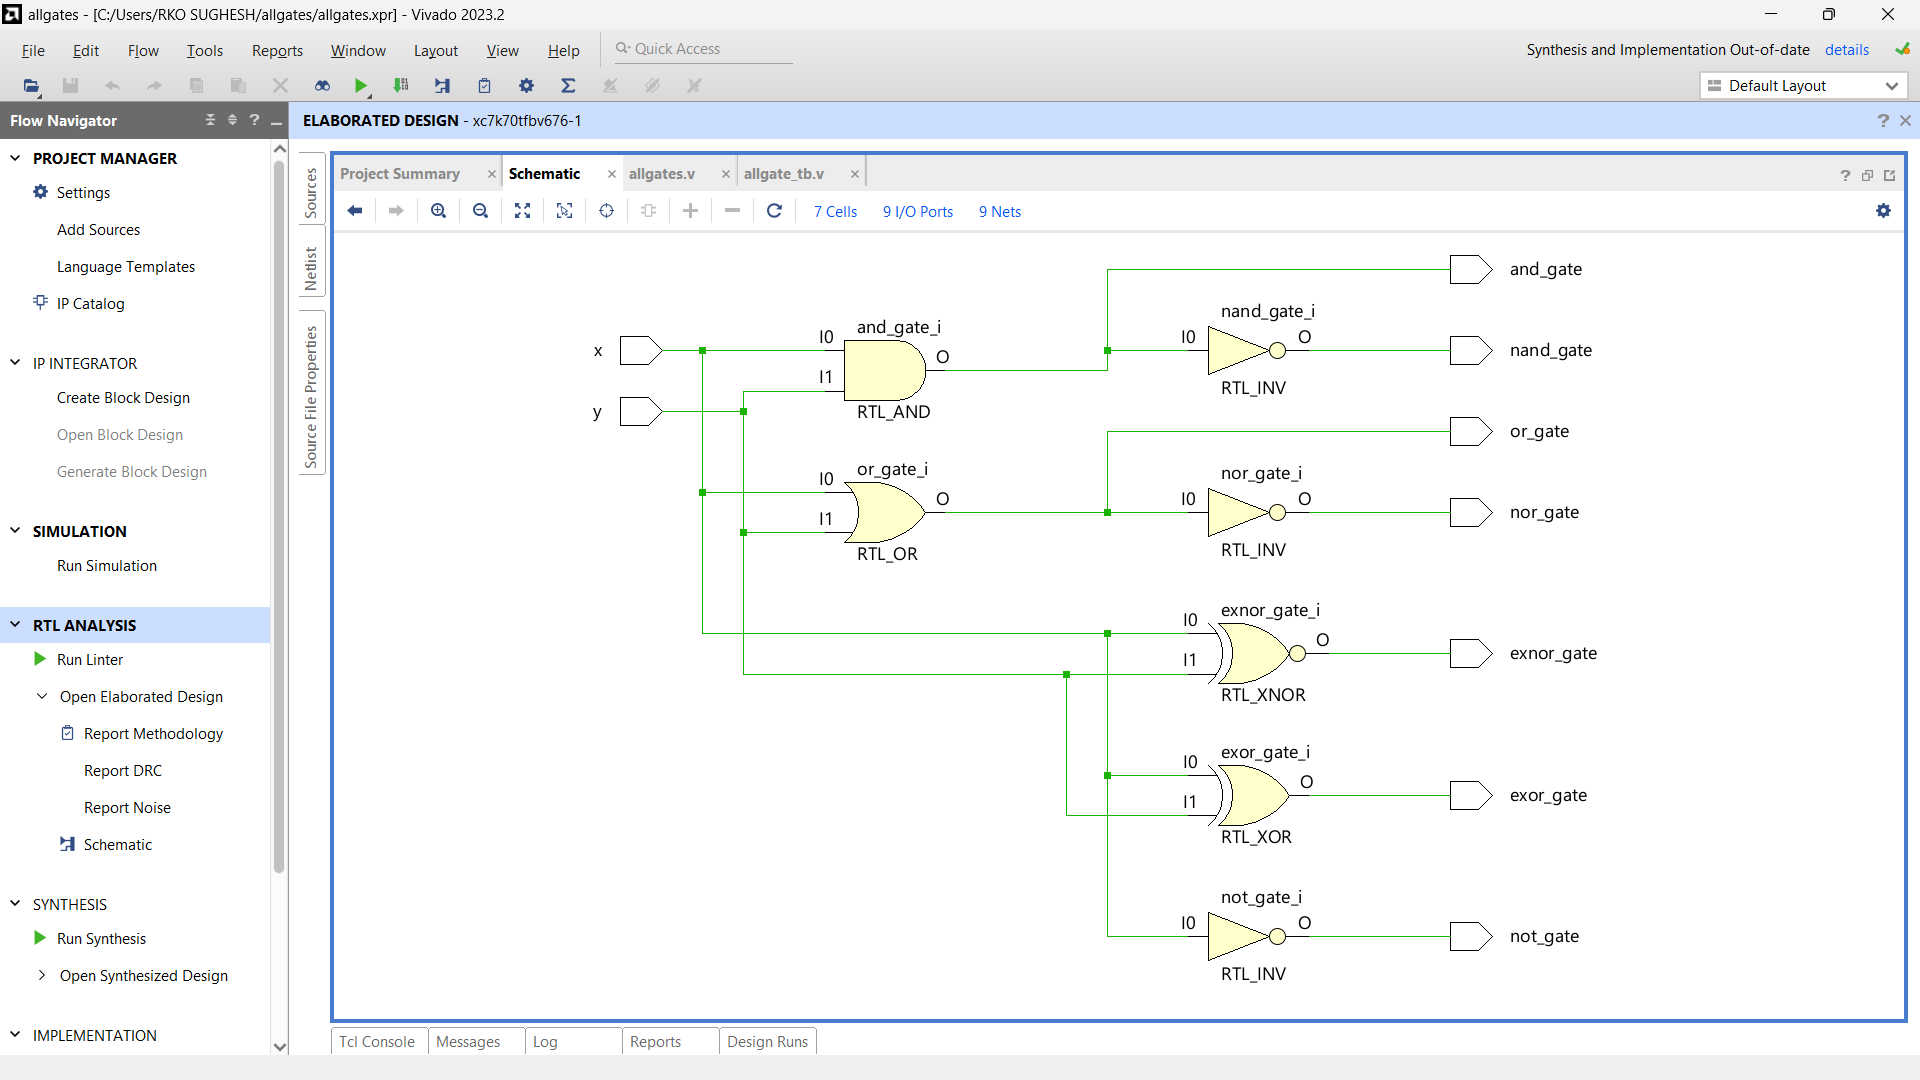 allgates - [C:/Users/RKO SUGHESH/allgates/allgates.xpr] - Vivado 2023.2
File Edit Flow Tools Reports Window Layout View Help Quick Access
Synthesis and Implementation Out-of-date details
Default Layout
Flow Navigator
ELABORATED DESIGN - xc7k70tfbv676-1
PROJECT MANAGER
Settings
Add Sources
Language Templates
IP Catalog
IP INTEGRATOR
Create Block Design
Open Block Design
Generate Block Design
SIMULATION
Run Simulation
RTL ANALYSIS
Run Linter
Open Elaborated Design
Report Methodology
Report DRC
Report Noise
Schematic
SYNTHESIS
Run Synthesis
Open Synthesized Design
IMPLEMENTATION
Sources
Netlist
Source File Properties
Project Summary
Schematic
allgates.v
allgate_tb.v
7 Cells 9 I/O Ports 9 Nets
x
y
and_gate_i
I0
I1
O
RTL_AND
or_gate_i
I0
I1
O
RTL_OR
and_gate
nand_gate_i
I0
O
RTL_INV
nand_gate
or_gate
nor_gate_i
I0
O
RTL_INV
nor_gate
exnor_gate_i
I0
I1
O
RTL_XNOR
exnor_gate
exor_gate_i
I0
I1
O
RTL_XOR
exor_gate
not_gate_i
I0
O
RTL_INV
not_gate
Tcl Console
Messages
Log
Reports
Design Runs